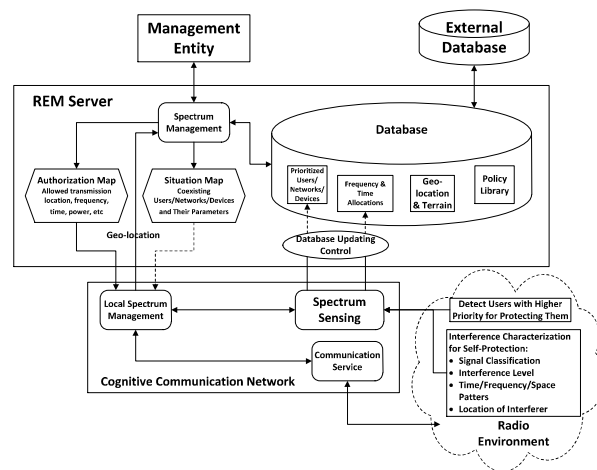 Management
Entity
External
Database
REM Server
Spectrum
Management
Database
Authorization Map
Allowed transmission
location, frequency,
time, power, etc
Situation Map
Coexisting
Users/Networks/Devices
and Their Parameters
Prioritized
Users/
Networks/
Devices
Frequency &
Time
Allocations
Geo-
location
& Terrain
Policy
Library
Geo-location
Database Updating
Control
Local Spectrum
Management
Spectrum
Sensing
Communication
Service
Cognitive Communication Network
Detect Users with Higher
Priority for Protecting Them
Interference Characterization
for Self-Protection:
• Signal Classification
• Interference Level
• Time/Frequency/Space
Patters
• Location of Interferer
Radio
Environment